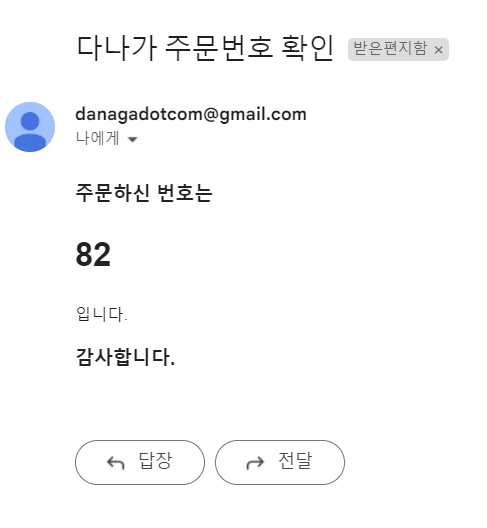 다나가 주문번호 확인 받은편지함 ×
danagadotcom@gmail.com
나에게
주문하신 번호는
82
입니다.
감사합니다.
답장 전달